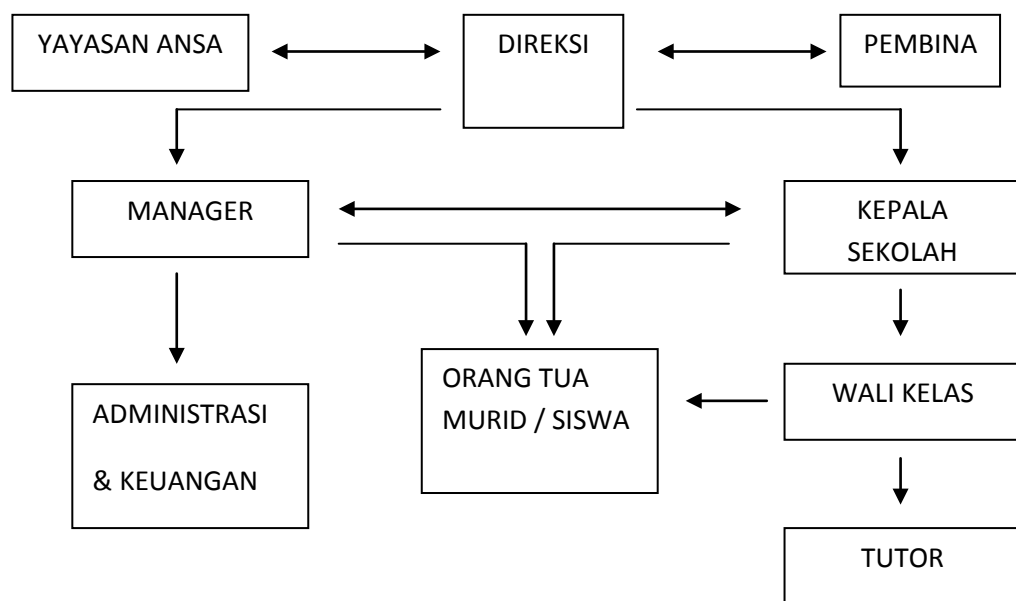 YAYASAN ANSA
DIREKSI
PEMBINA
MANAGER
KEPALA
SEKOLAH
ORANG TUA
MURID / SISWA
WALI KELAS
ADMINISTRASI
& KEUANGAN
TUTOR